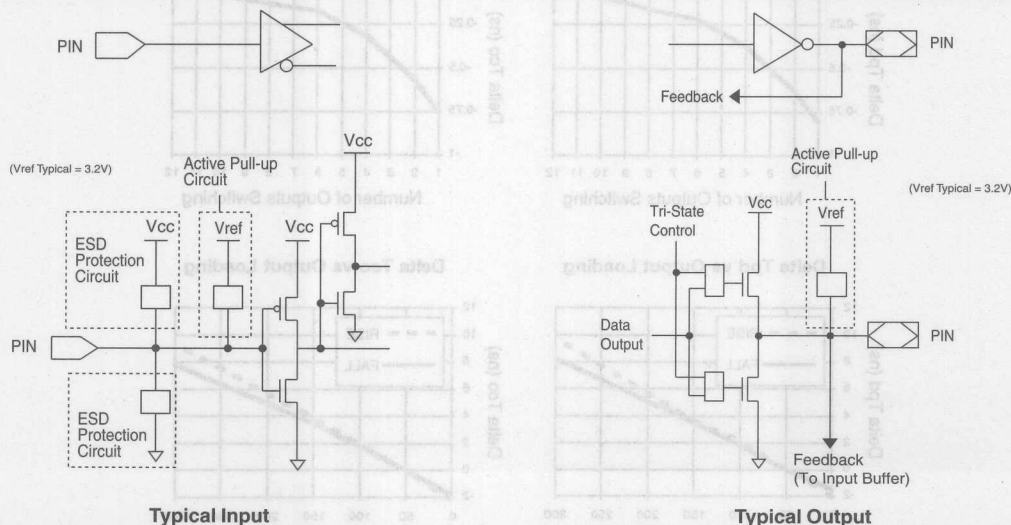 PIN
PIN
Feedback
Vcc
(Vref Typical = 3.2V)
Active Pull-up
Circuit
Active Pull-up
Circuit
(Vref Typical = 3.2V)
Vcc
Vref
Vcc
ESD
Protection
Circuit
Tri-State
Control
Vcc
Vref
PIN
Data
Output
PIN
ESD
Protection
Circuit
Feedback
(To Input Buffer)
Typical Input
Typical Output